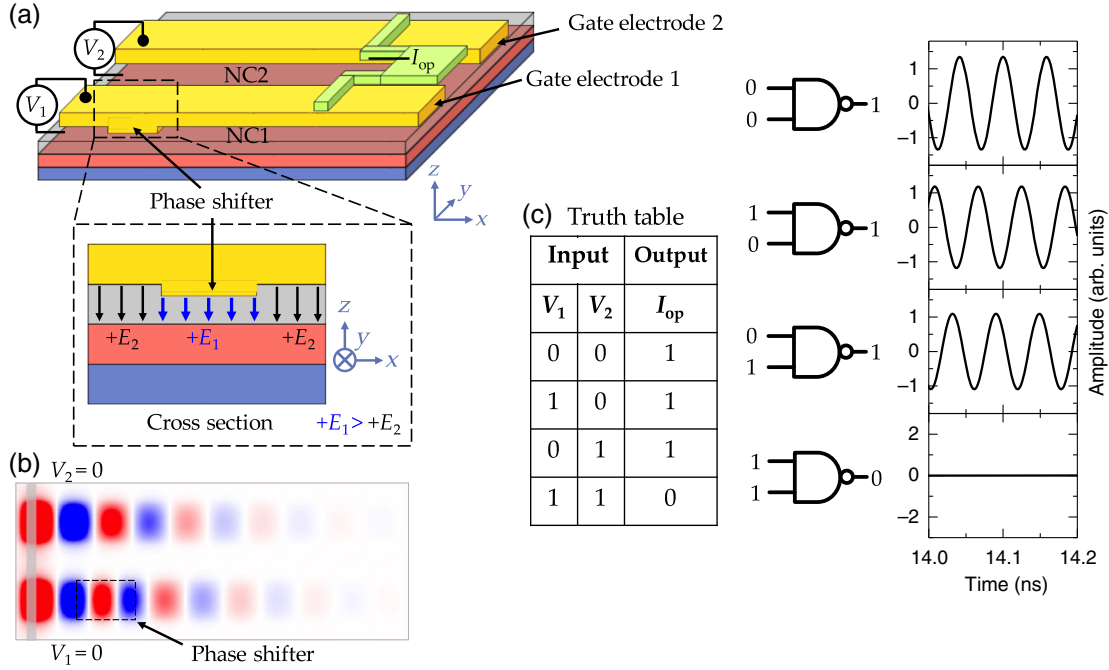 (a)
V2
V1
NC2
NC1
Iop
Gate electrode 2
Gate electrode 1
Phase shifter
z
y
x
+E2
+E1
+E2
z
y
x
Cross section
+E1> +E2
(b)
V2 = 0
V1 = 0
Phase shifter
(c) Truth table
Input Output
V1 V2 Iop
0 0 1
1 0 1
0 1 1
1 1 0
0
0
1
1
0
1
0
1
1
1
1
0
1
0
−1
1
0
−1
1
0
−1
2
0
−2
14.0 14.1 14.2
Time (ns)
Amplitude (arb. units)